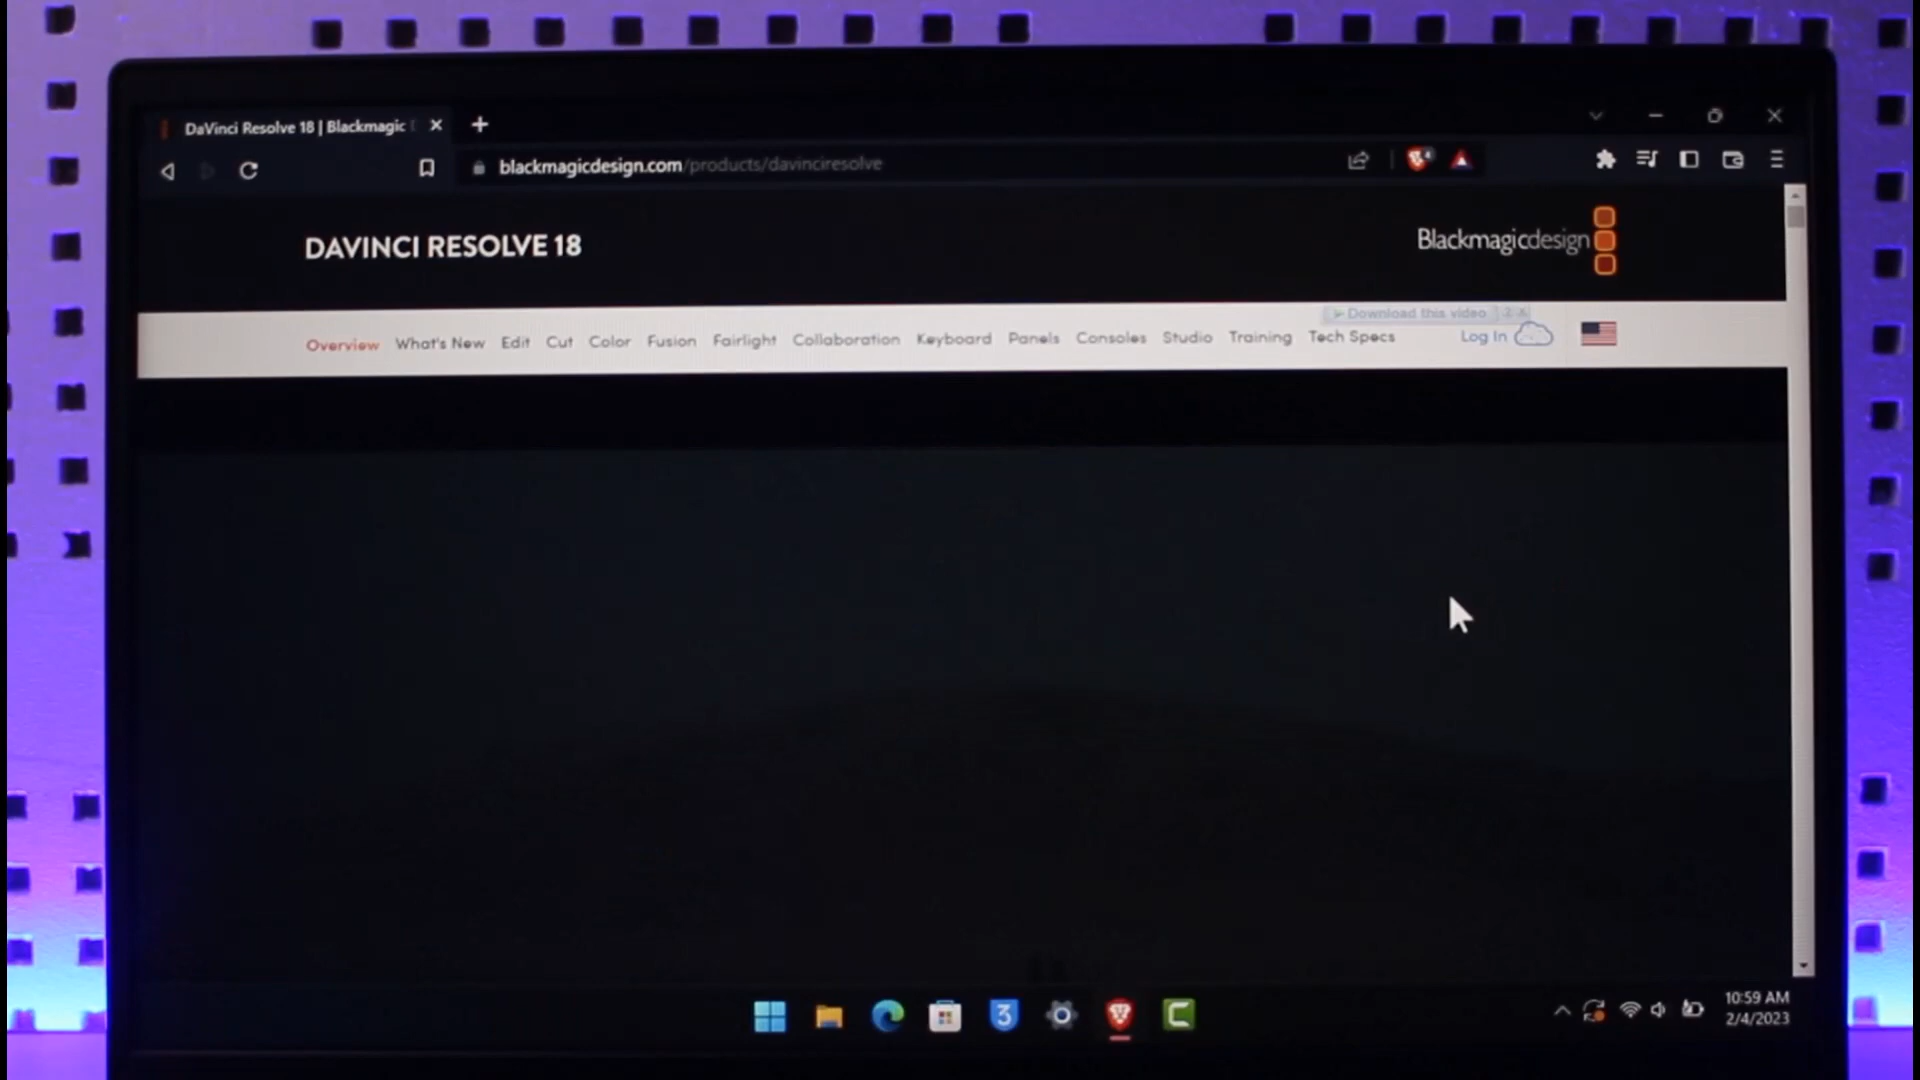 DaVinci Resolve 18 | Blackmagic
blackmagicdesign.com/products/davinciresolve
DAVINCI RESOLVE 18
Blackmagicdesign
Download this video
Overview What's New Edit Cut Color Fusion Fairlight Collaboration Keyboard Panels Consoles Studio Training Tech Specs Log In
3
10:59 AM
2/4/2023